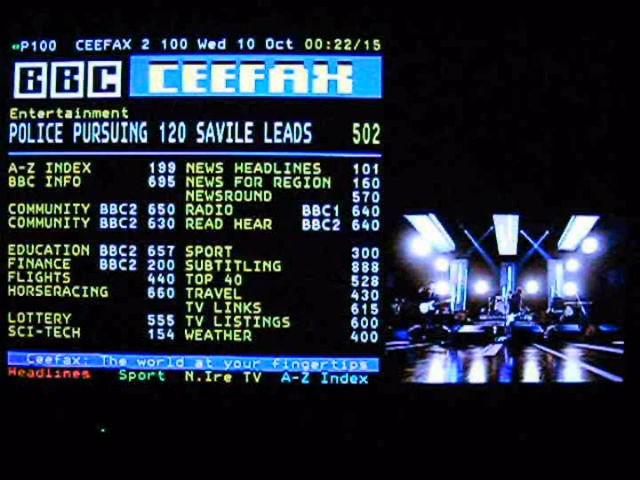 P100 CEEFAX 2 100 Wed 10 Oct 00:22/15
BBC CEEFAX
Entertainment
POLICE PURSUING 120 SAVILE LEADS 502
A-Z INDEX 199 NEWS HEADLINES 101
BBC INFO 695 NEWS FOR REGION 160
NEWSROUND 570
COMMUNITY BBC2 650 RADIO BBC1 640
COMMUNITY BBC2 630 READ HEAR BBC2 640
EDUCATION BBC2 657 SPORT 300
FINANCE BBC2 200 SUBTITLING 888
FLIGHTS 440 TOP 40 528
HORSERACING 660 TRAVEL 430
TV LINKS 615
LOTTERY 555 TV LISTINGS 600
SCI-TECH 154 WEATHER 400
Ceefax: The world at your fingertips
Headlines Sport N.Ire TV A-Z Index